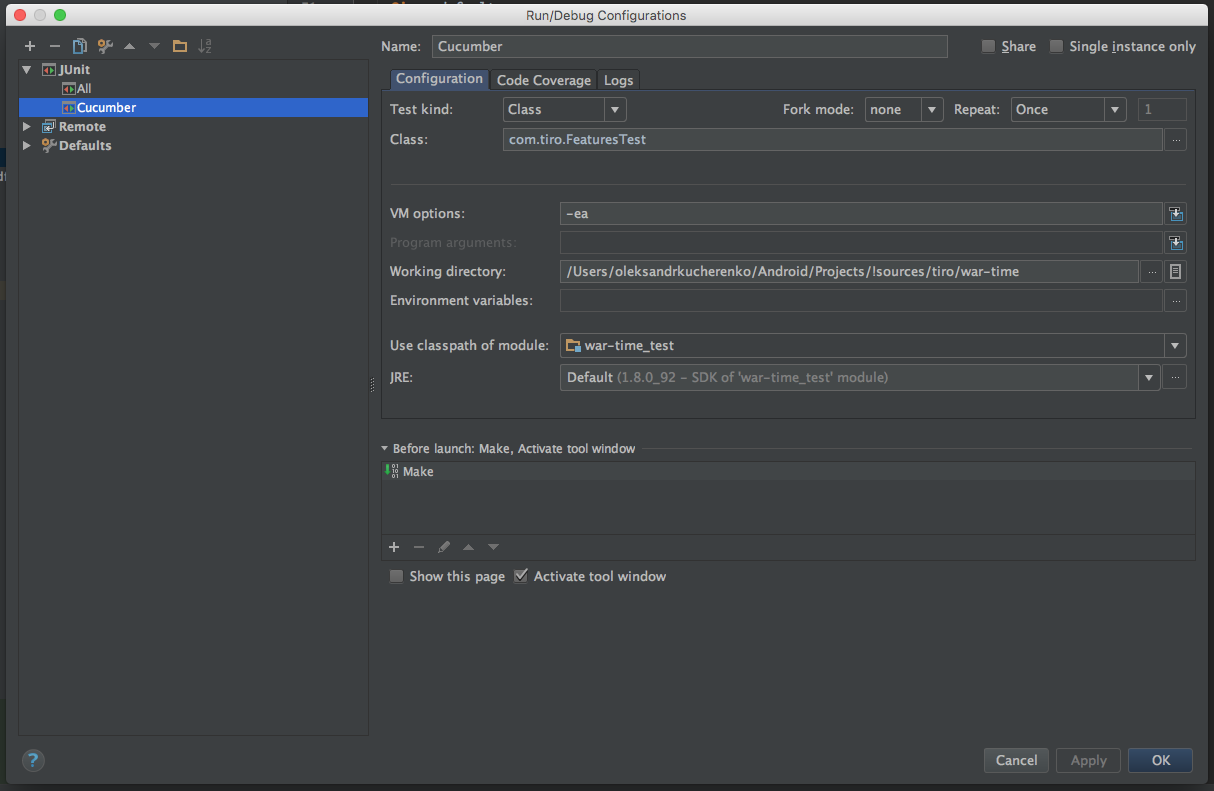 Run/Debug Configurations
Name: Cucumber Share Single instance only
JUnit
All
Cucumber
Remote
Defaults
Configuration Code Coverage Logs
Test kind: Class Fork mode: none Repeat: Once 1
Class: com.tiro.FeaturesTest ...
VM options: -ea
Program arguments:
Working directory: /Users/oleksandrkucherenko/Android/Projects/!sources/tiro/war-time ...
Environment variables: ...
Use classpath of module: war-time_test
JRE: Default (1.8.0_92 – SDK of 'war-time_test' module) ...
Before launch: Make, Activate tool window
Make
Show this page Activate tool window
? Cancel Apply OK